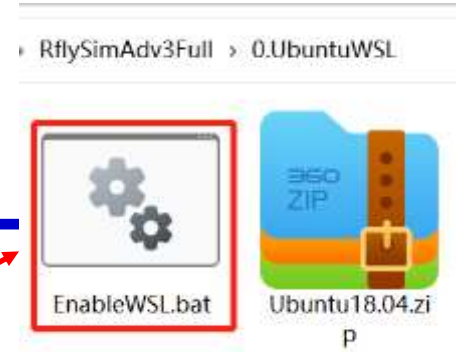 RflySimAdv3Full > 0.UbuntuWSL
360
ZIP
EnableWSL.bat
Ubuntu18.04.zi
p